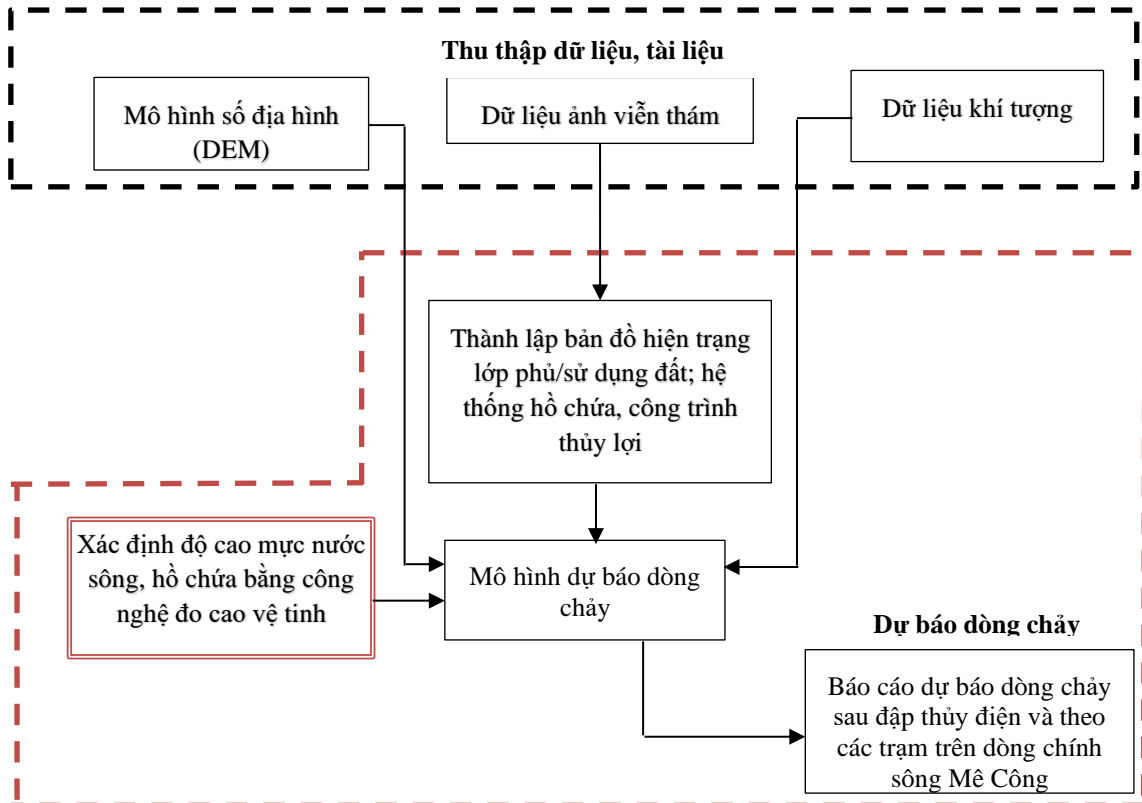 Thu thập dữ liệu, tài liệu
Mô hình số địa hình
(DEM)
Dữ liệu ảnh viễn thám
Dữ liệu khí tượng
Thành lập bản đồ hiện trạng
lớp phủ/sử dụng đất; hệ
thống hồ chứa, công trình
thủy lợi
Xác định độ cao mực nước
sông, hồ chứa bằng công
nghệ đo cao vệ tinh
Mô hình dự báo dòng
chảy
Dự báo dòng chảy
Báo cáo dự báo dòng chảy
sau đập thủy điện và theo
các trạm trên dòng chính
sông Mê Công